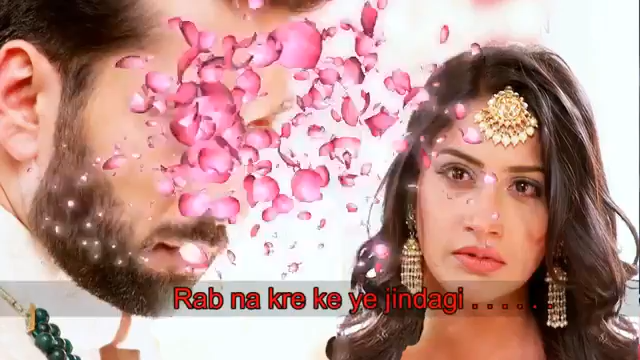 Rab na kre ke ye jindagi . . . . . .